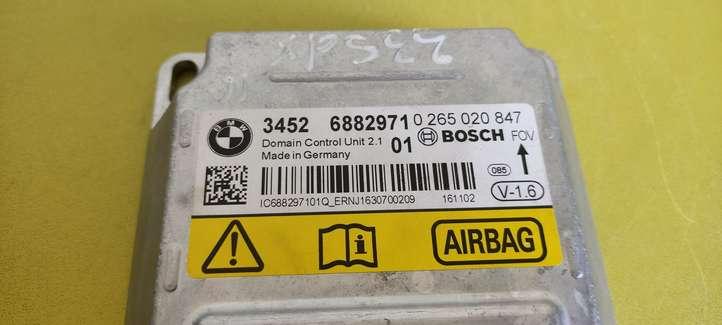 BMW
3452 6882971 0 265 020 847
Domain Control Unit 2.1 01 BOSCH FOV
Made in Germany
085
V-1.6
IC688297101Q_ERNJ1630700209 161102
AIRBAG